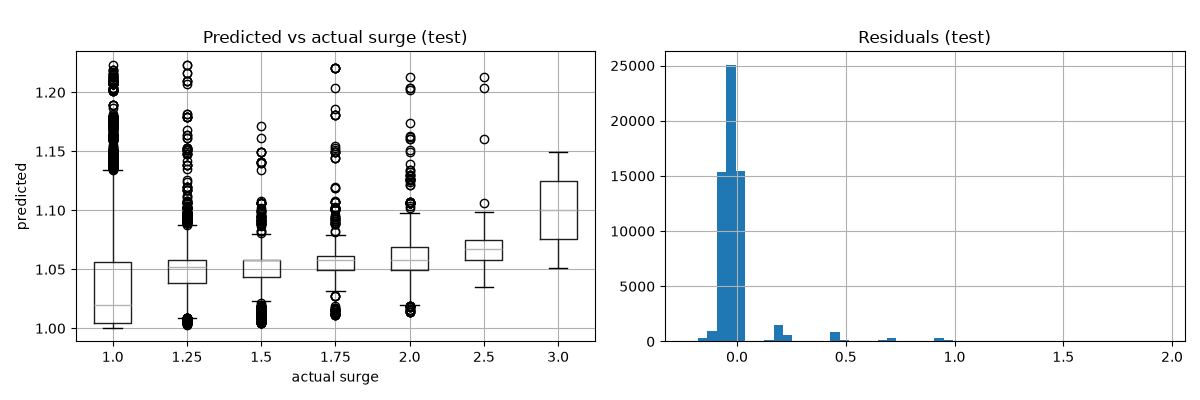 Predicted vs actual surge (test)
predicted
1.20
1.15
1.10
1.05
1.00
1.0 1.25 1.5 1.75 2.0 2.5 3.0
actual surge
Residuals (test)
25000
20000
15000
10000
5000
0
0.0 0.5 1.0 1.5 2.0